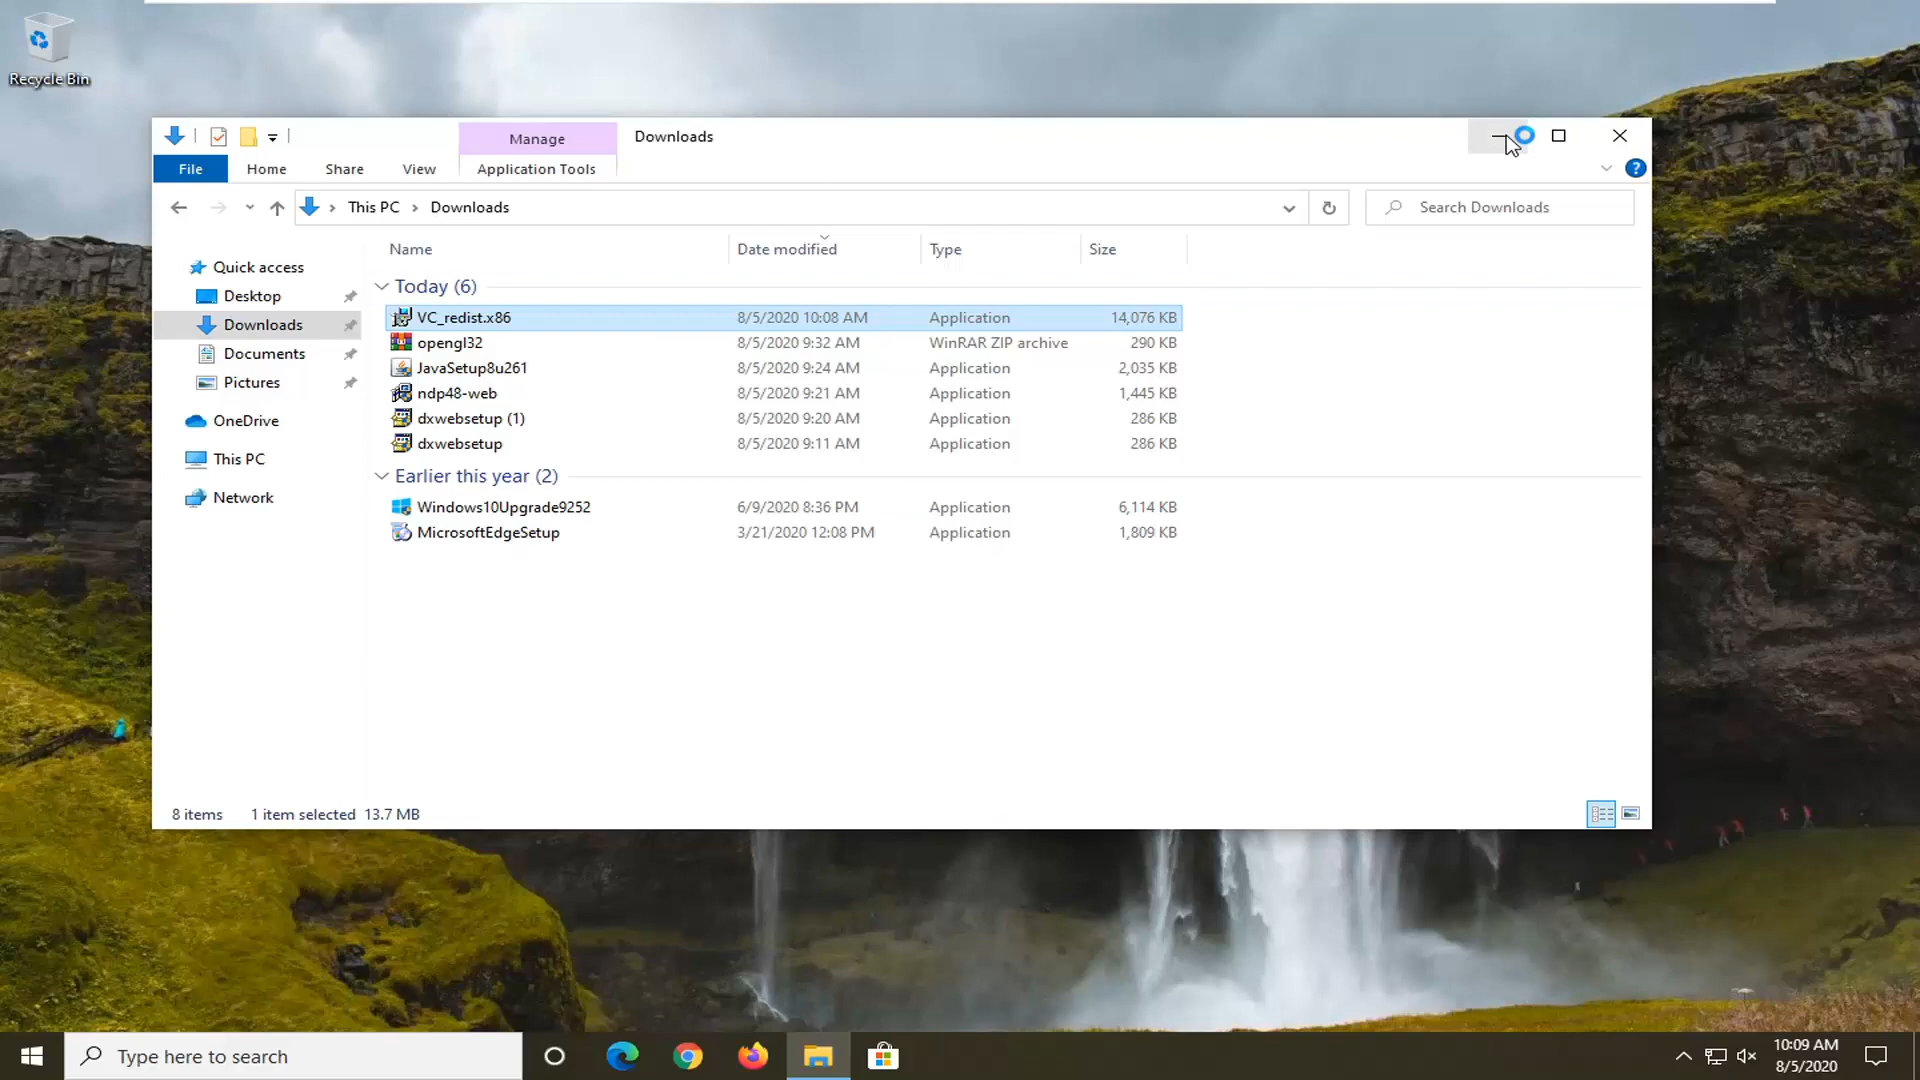 Recycle Bin
Manage
Downloads
File
Home
Share
View
Application Tools
?
This PC
Downloads
Search Downloads
Name
Date modified
Type
Size
Quick access
Desktop
Downloads
Documents
Pictures
OneDrive
This PC
Network
Today (6)
VC_redist.x86 8/5/2020 10:08 AM Application 14,076 KB
opengl32 8/5/2020 9:32 AM WinRAR ZIP archive 290 KB
JavaSetup8u261 8/5/2020 9:24 AM Application 2,035 KB
ndp48-web 8/5/2020 9:21 AM Application 1,445 KB
dxwebsetup (1) 8/5/2020 9:20 AM Application 286 KB
dxwebsetup 8/5/2020 9:11 AM Application 286 KB
Earlier this year (2)
Windows10Upgrade9252 6/9/2020 8:36 PM Application 6,114 KB
MicrosoftEdgeSetup 3/21/2020 12:08 PM Application 1,809 KB
8 items 1 item selected 13.7 MB
Type here to search
10:09 AM
8/5/2020